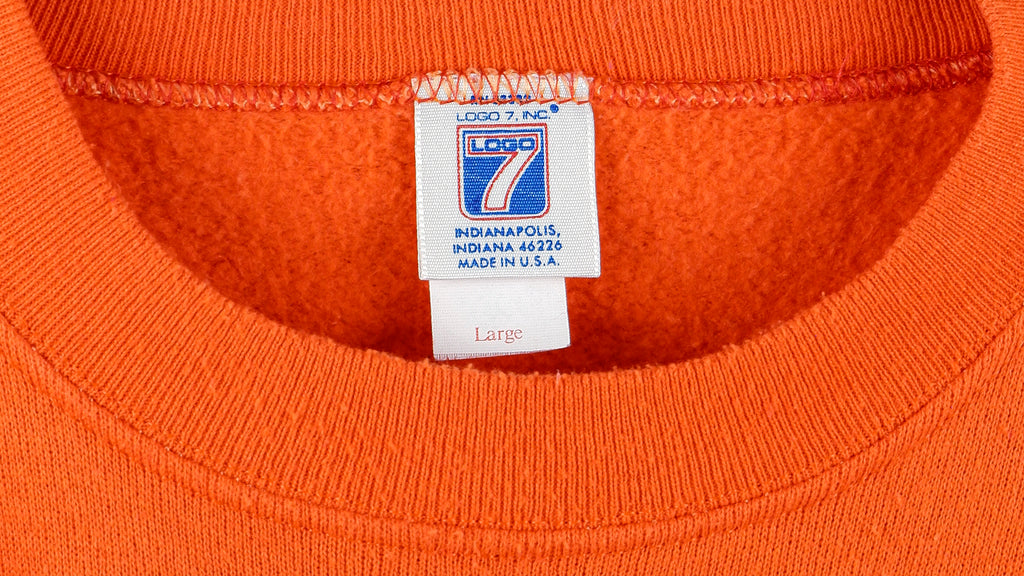 LOGO 7, INC.®
LOGO
7
INDIANAPOLIS,
INDIANA 46226
MADE IN U.S.A.
Large